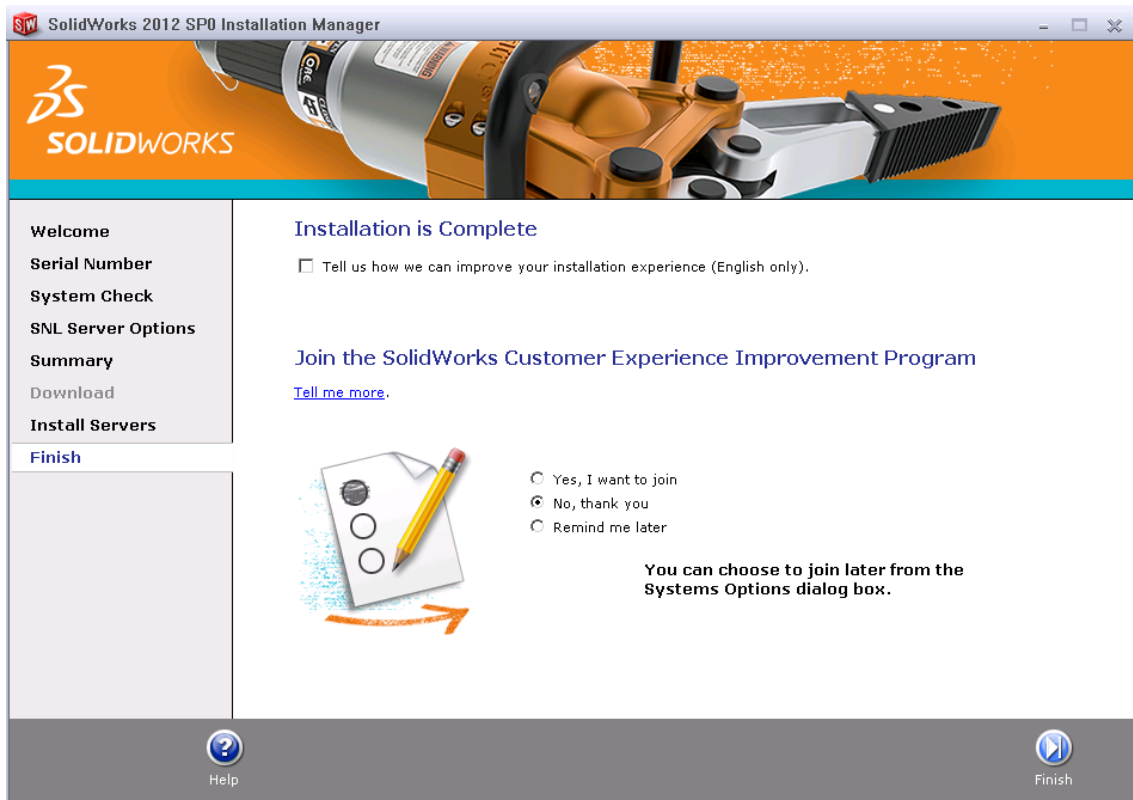 SolidWorks 2012 SP0 Installation Manager
SOLIDWORKS
WARNING
Welcome
Serial Number
System Check
SNL Server Options
Summary
Download
Install Servers
Finish
Installation is Complete
Tell us how we can improve your installation experience (English only).
Join the SolidWorks Customer Experience Improvement Program
Tell me more.
Yes, I want to join
No, thank you
Remind me later
You can choose to join later from the
Systems Options dialog box.
Help
Finish